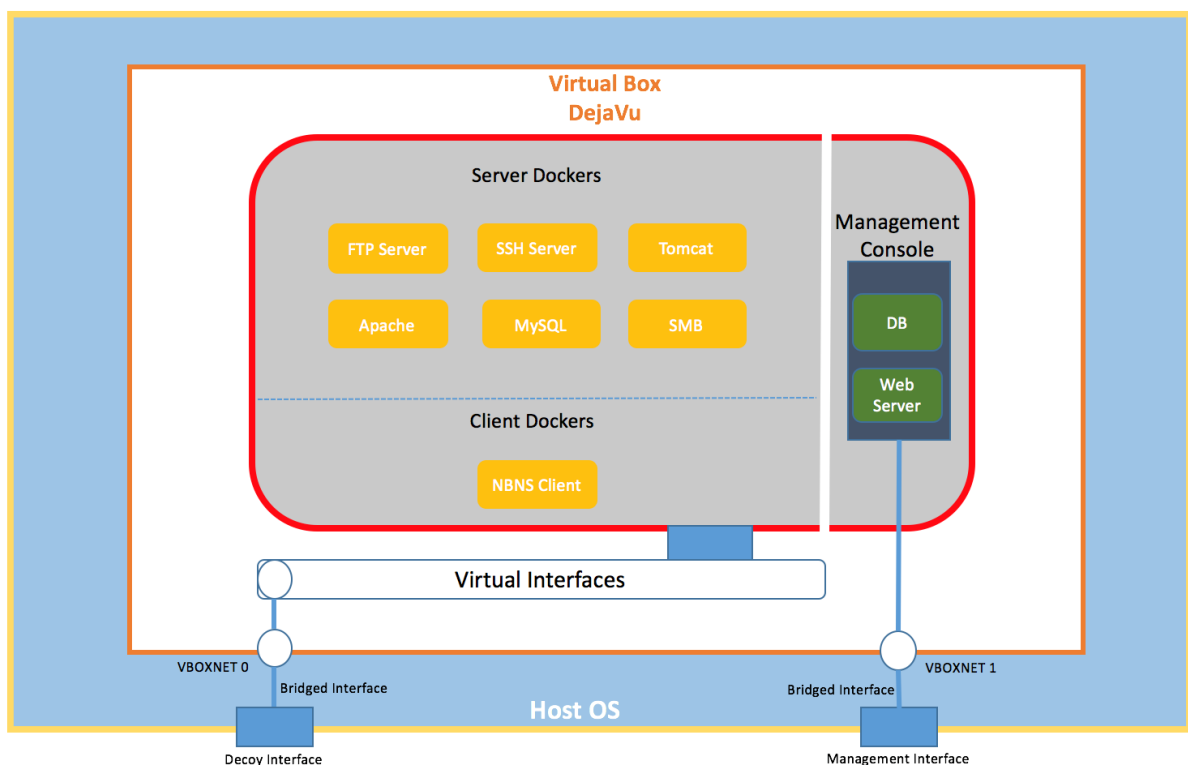 Virtual Box
DejaVu
Server Dockers
FTP Server
SSH Server
Tomcat
Apache
MySQL
SMB
Management
Console
DB
Web
Server
Client Dockers
NBNS Client
Virtual Interfaces
VBOXNET 0
VBOXNET 1
Bridged Interface
Bridged Interface
Host OS
Decoy Interface
Management Interface